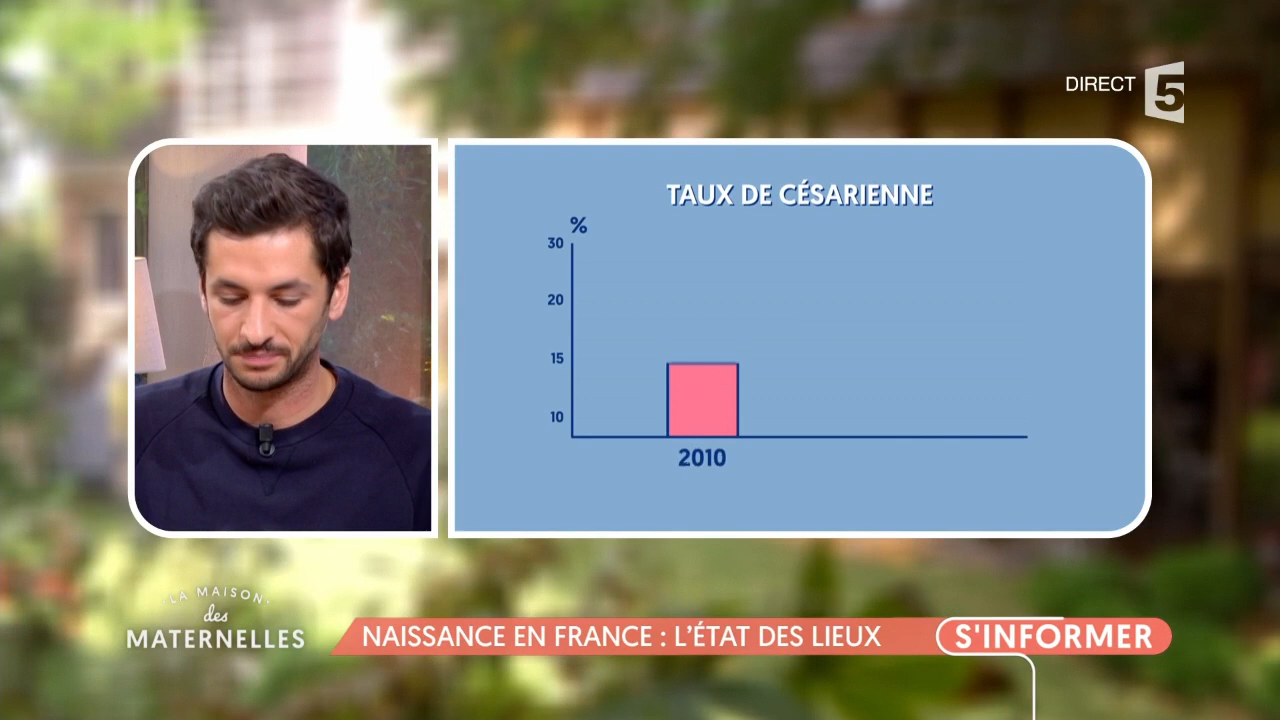 DIRECT 5
TAUX DE CÉSARIENNE
%
30
20
15
10
2010
LA MAISON
des
MATERNELLES
NAISSANCE EN FRANCE : L'ÉTAT DES LIEUX
S'INFORMER